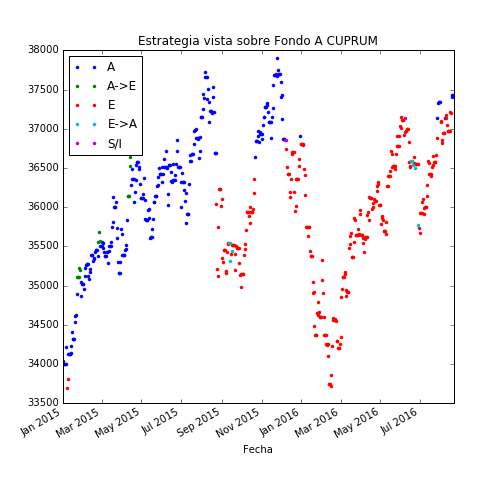 Estrategia vista sobre Fondo A CUPRUM
38000
37500
37000
36500
36000
35500
35000
34500
34000
33500
A
A->E
E
E->A
S/I
Jan 2015
Mar 2015
May 2015
Jul 2015
Sep 2015
Nov 2015
Jan 2016
Mar 2016
May 2016
Jul 2016
Fecha